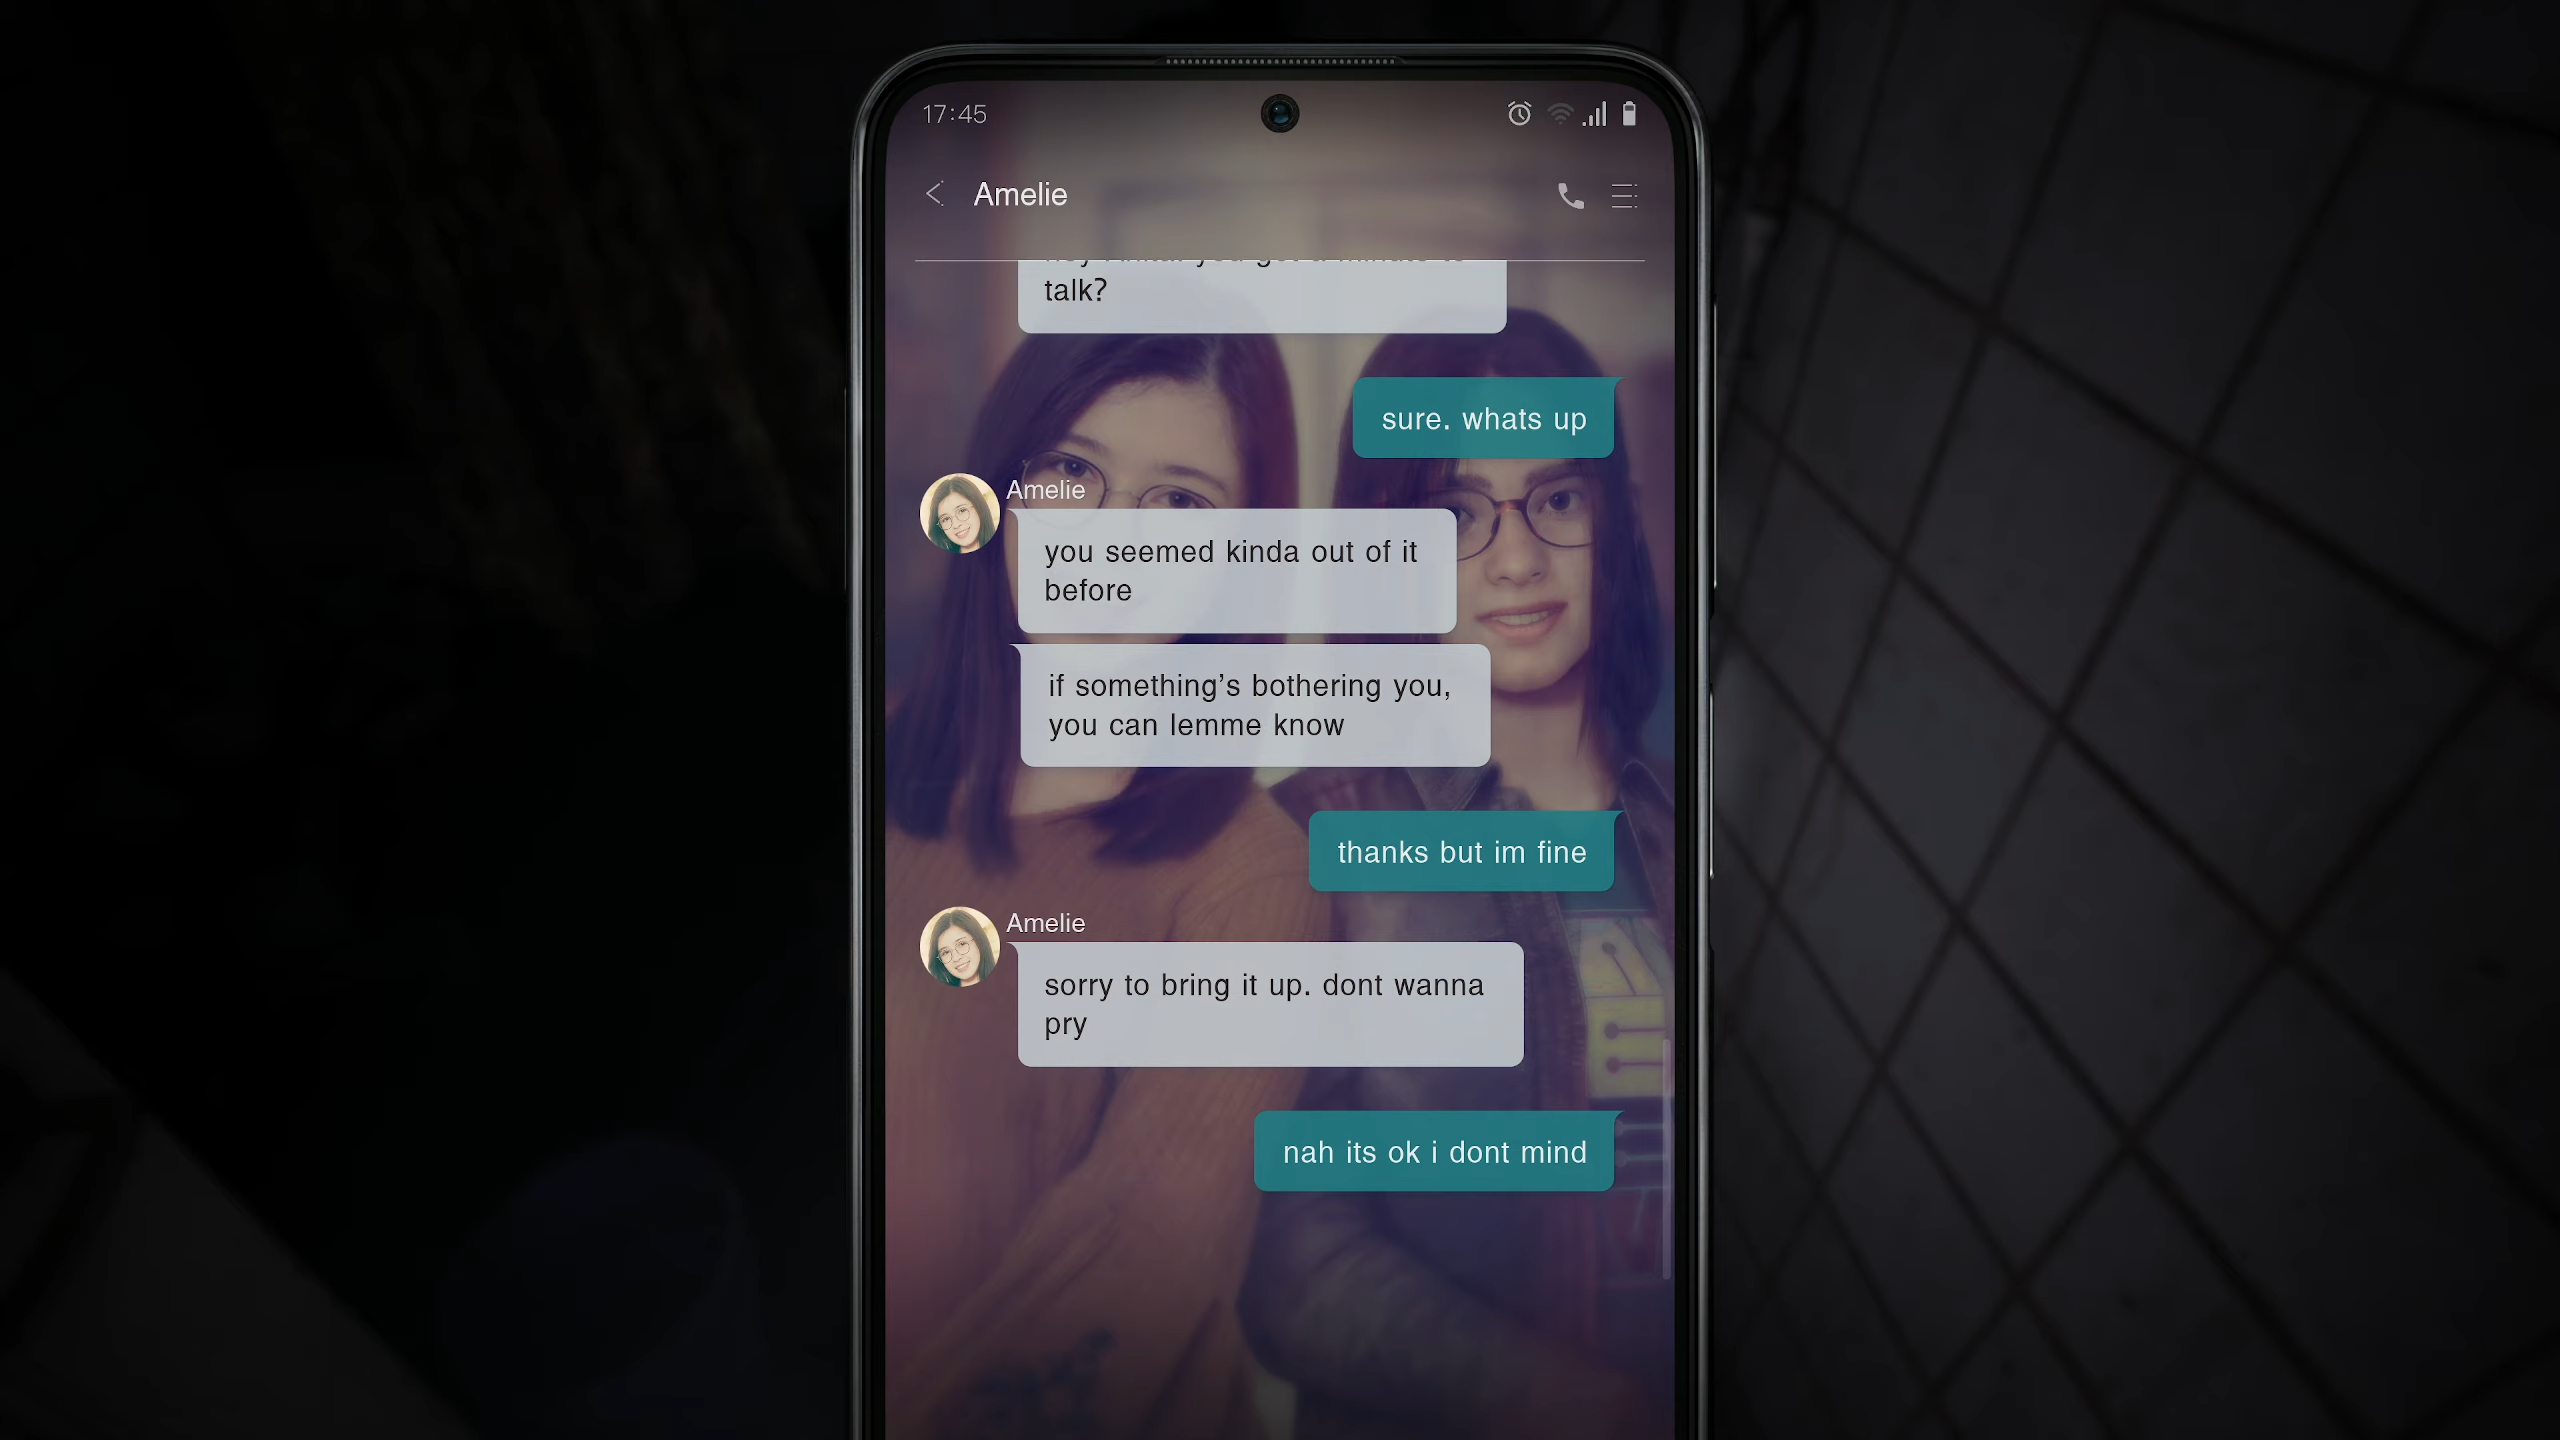 17:45
Amelie
talk?
sure. whats up
Amelie
you seemed kinda out of it
before
if something’s bothering you,
you can lemme know
thanks but im fine
Amelie
sorry to bring it up. dont wanna
pry
nah its ok i dont mind